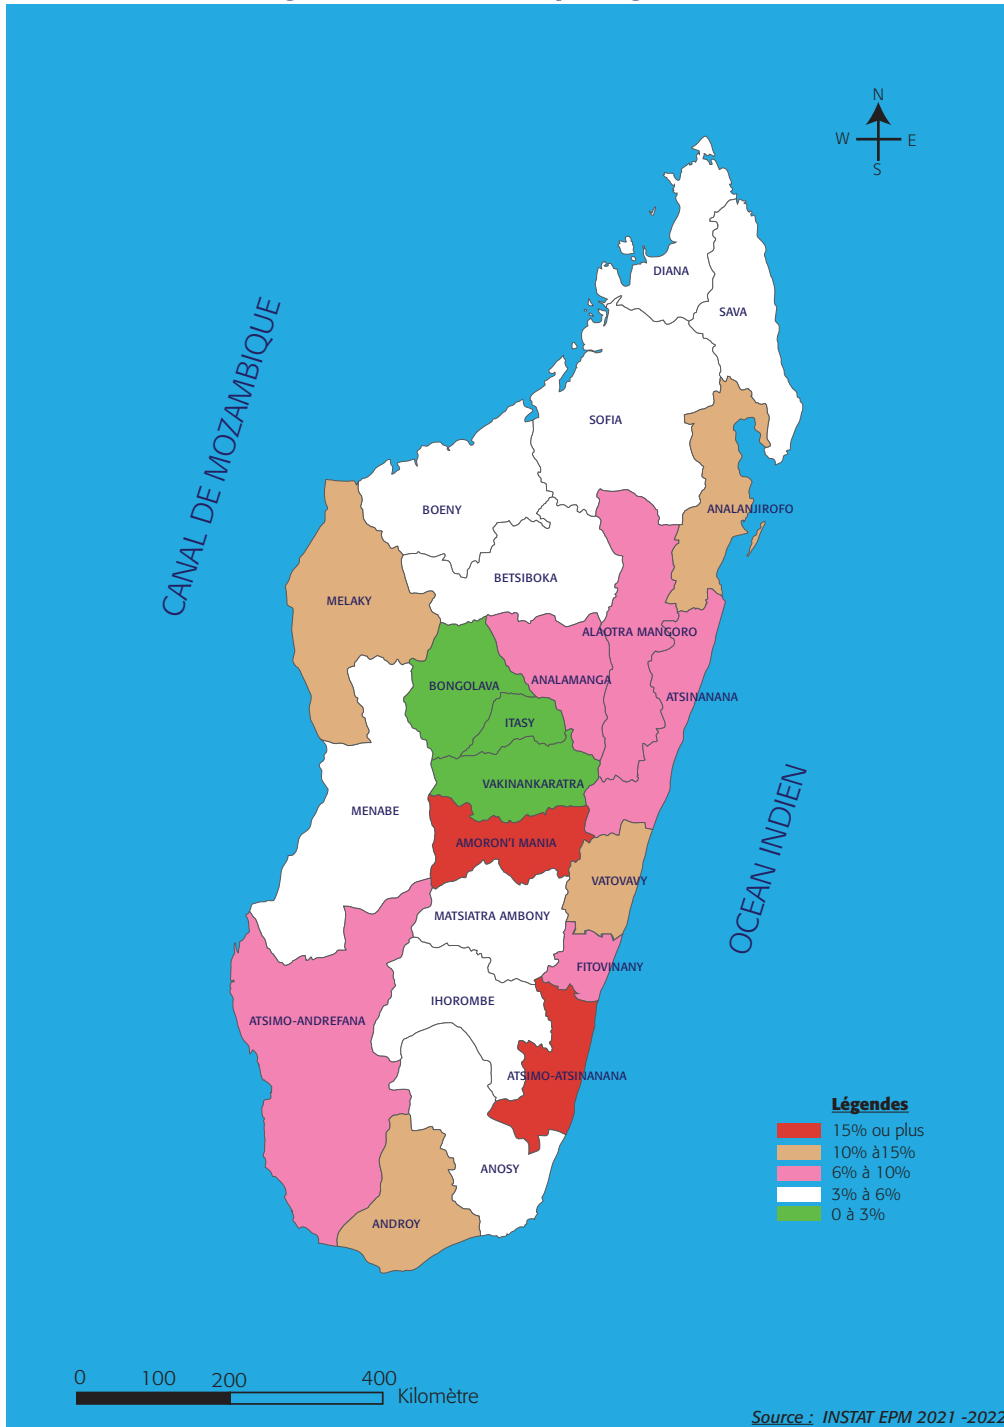 N
W
E
S
DIANA
SAVA
SOFIA
CANAL DE MOZAMBIQUE
BOENY
ANALANJIROFO
BETSIBOKA
MELAKY
ALAOTRA MANGORO
ANALAMANGA
BONGOLAVA
ATSINANANA
ITASY
VAKINANKARATRA
MENABE
OCEAN INDIEN
AMORON'I MANIA
VATOVAVY
MATSIATRA AMBONY
FITOVINANY
IHOROMBE
ATSIMO-ANDREFANA
ATSIMO-ATSINANANA
ANOSY
ANDROY
Légendes
15% ou plus
10% à15%
6% à 10%
3% à 6%
0 à 3%
0 100 200 400
Kilomètre
Source : INSTAT EPM 2021 -2022